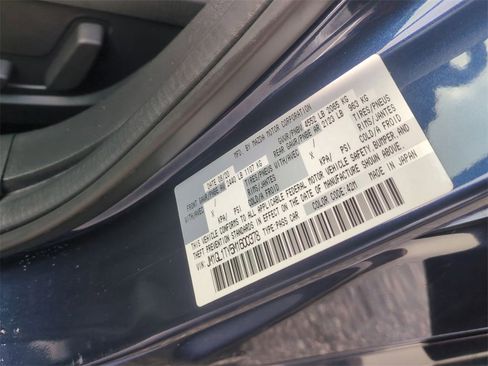 MFD. BY MAZDA MOTOR CORPORATION
DATE 08/20 GVWR/PNBV 4552 LB 2065 KG
FRONT GAWR/PNBE AV 2440 LB 1107 KG REAR GAWR/PNBE AR 2123 LB 963 KG
WITH/AVEC TIRES/PNEUS WITH/AVEC TIRES/PNEUS
X RIMS/JANTES X RIMS/JANTES
/ KPA/ PSI COLD/A FROID / KPA/ PSI COLD/A FROID
THIS VEHICLE CONFORMS TO ALL APPLICABLE FEDERAL MOTOR VEHICLE SAFETY, BUMPER, AND
THEFT PREVENTION STANDARDS IN EFFECT ON THE DATE OF MANUFACTURE SHOWN ABOVE.
VIN: TYPE: PASS CAR COLOR CODE: 42M MADE IN JAPAN